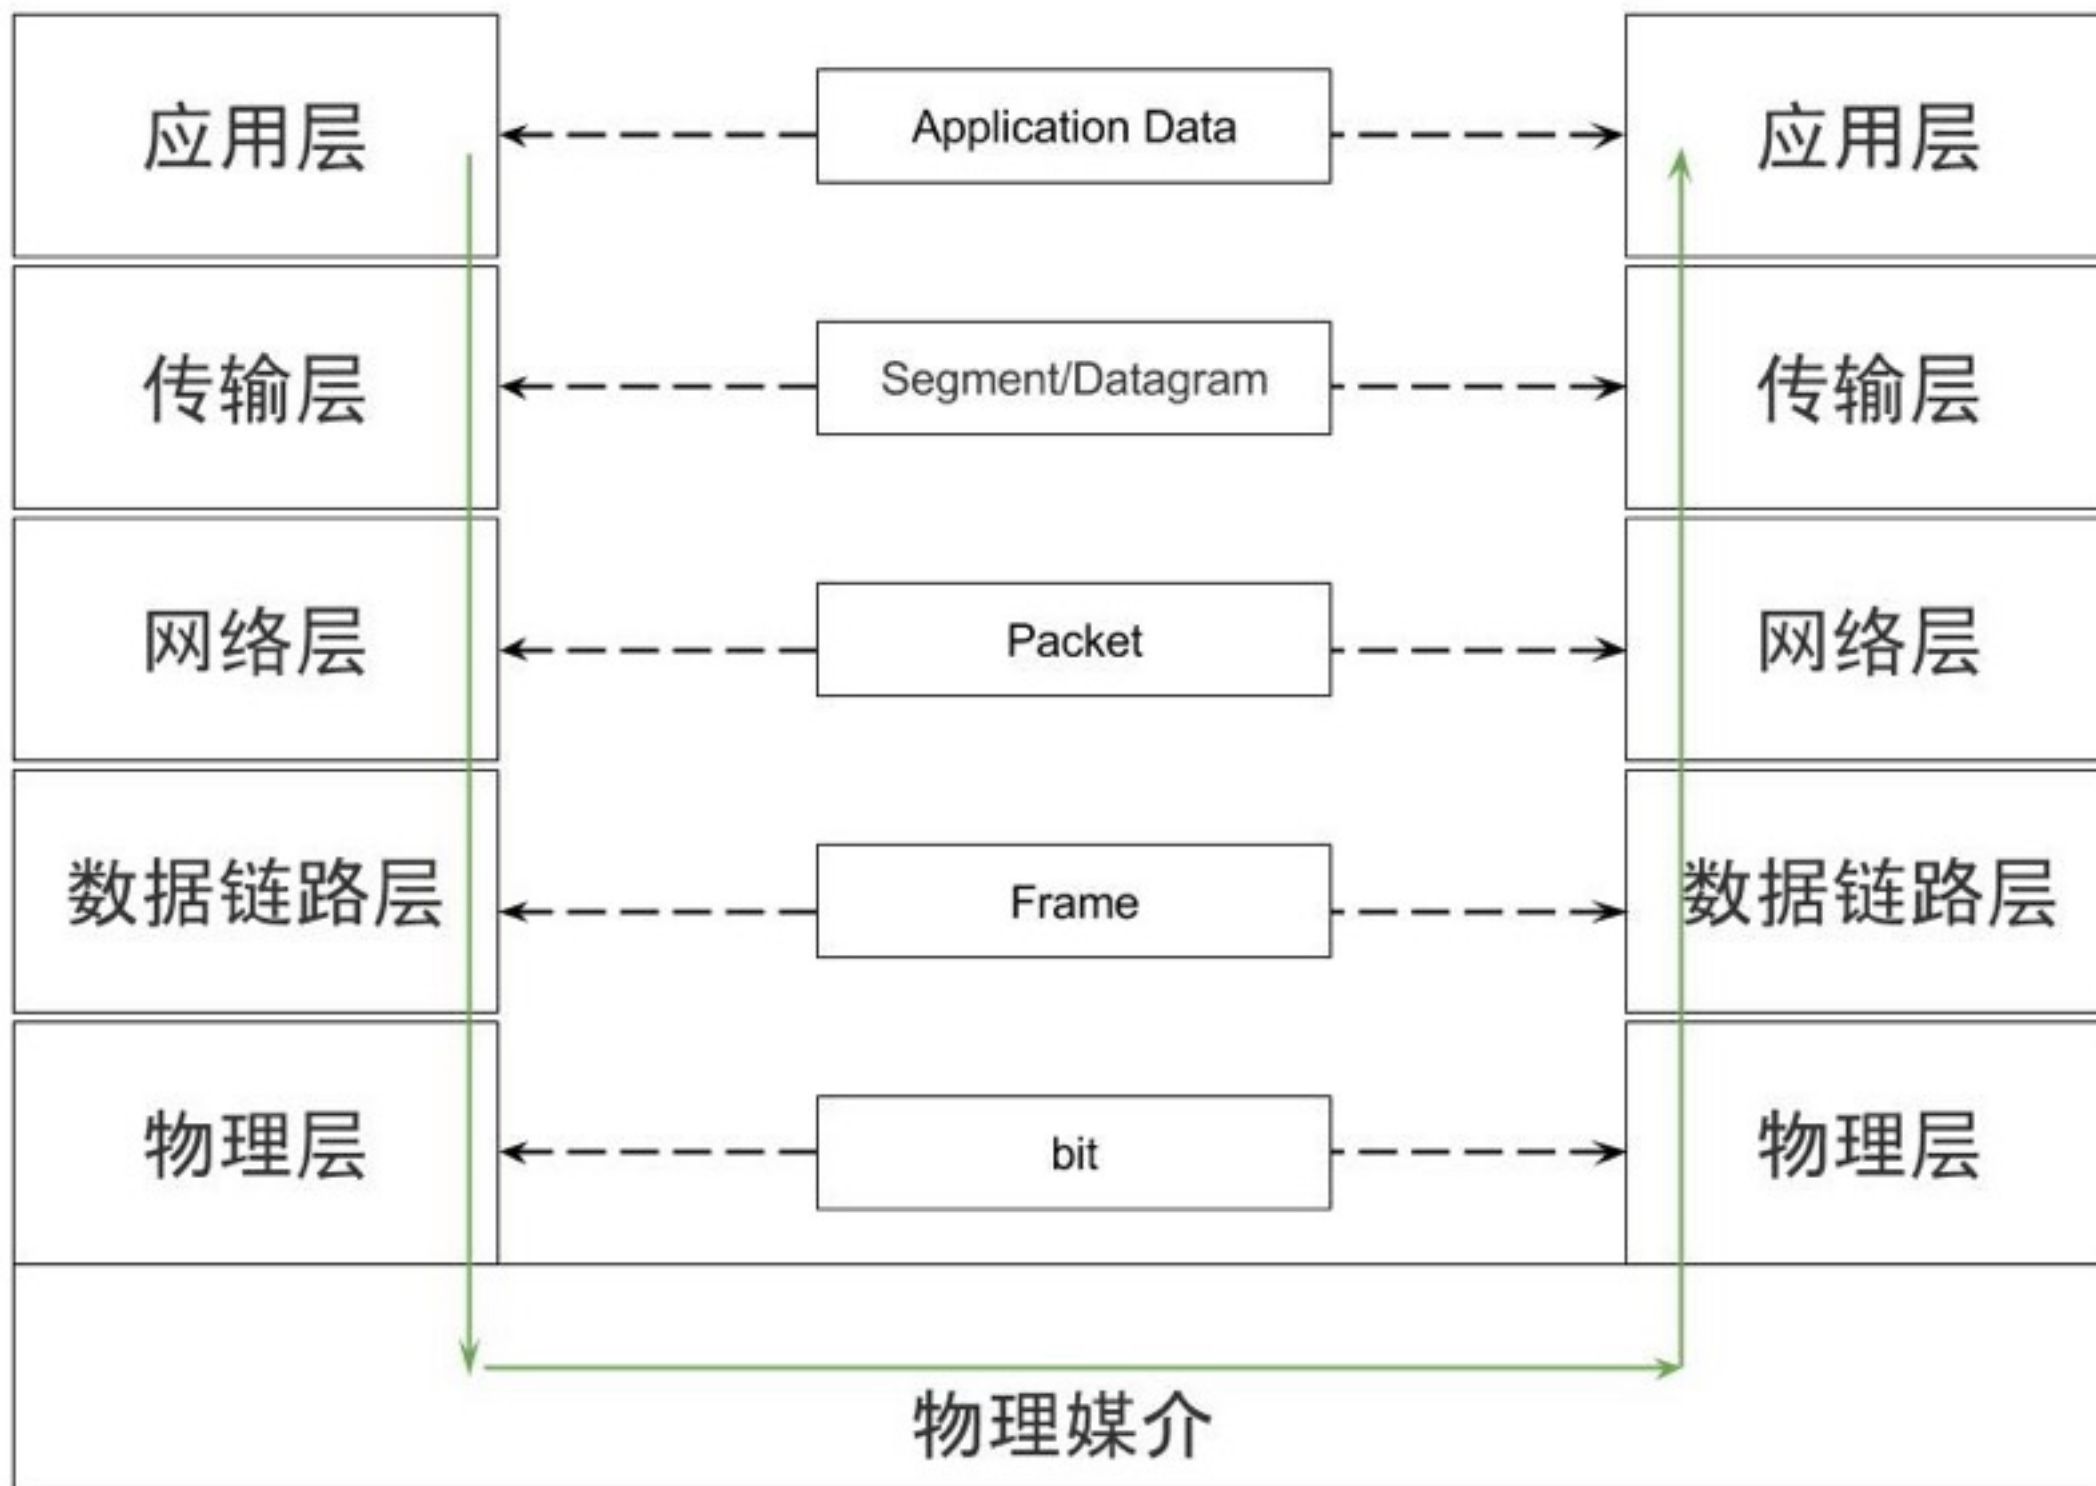 应用层 Application Data 应用层
传输层 Segment/Datagram 传输层
网络层 Packet 网络层
数据链路层 Frame 数据链路层
物理层 bit 物理层
物理媒介